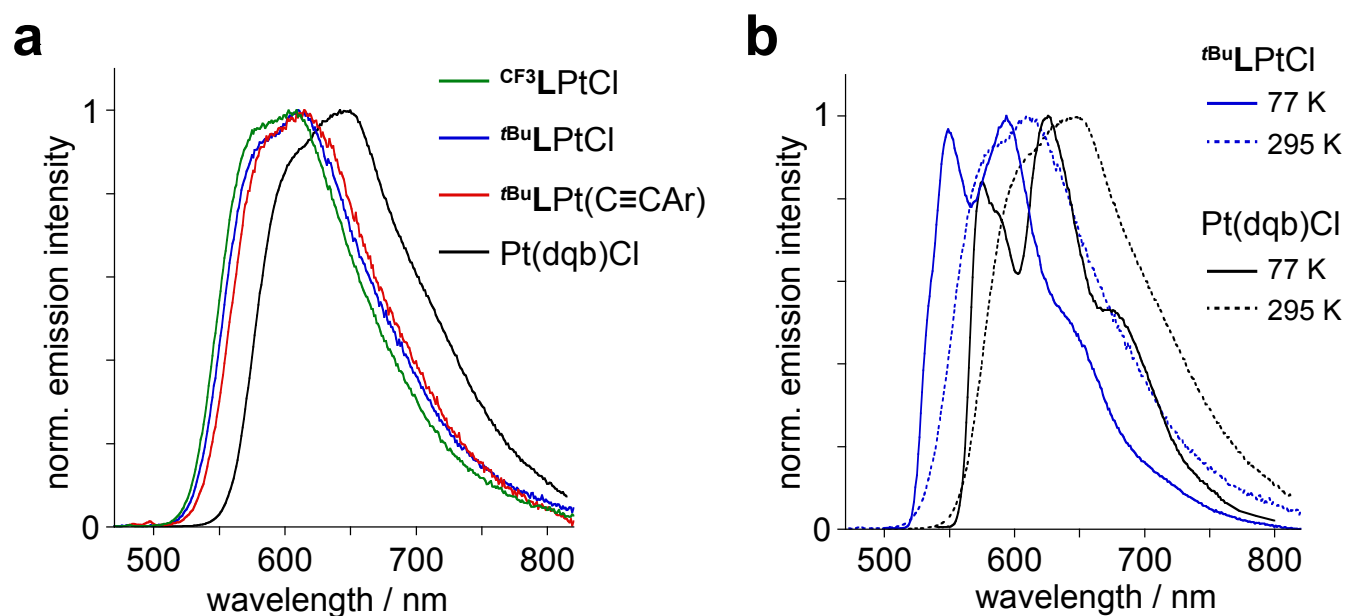 a
norm. emission intensity
1
0
500
600
700
800
wavelength / nm
CF3LPtCl
tBuLPtCl
tBuLPt(C≡CAr)
Pt(dqb)Cl
b
norm. emission intensity
1
0
500
600
700
800
wavelength / nm
tBuLPtCl
77 K
295 K
Pt(dqb)Cl
77 K
295 K